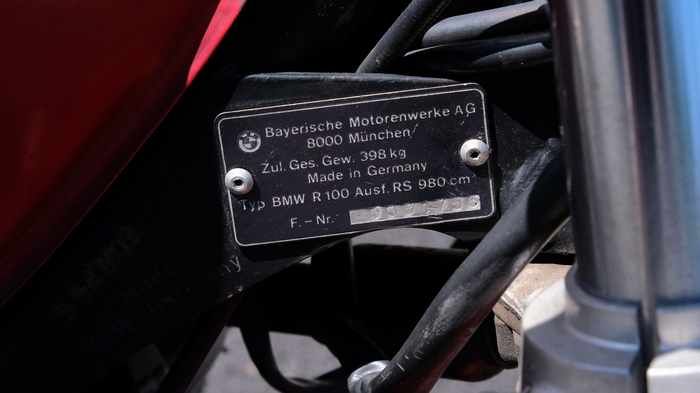 Bayerische Motorenwerke AG
8000 München
Zul. Ges. Gew. 398 kg
Made in Germany
Typ BMW R 100 Ausf. RS 980 cm
F. - Nr.